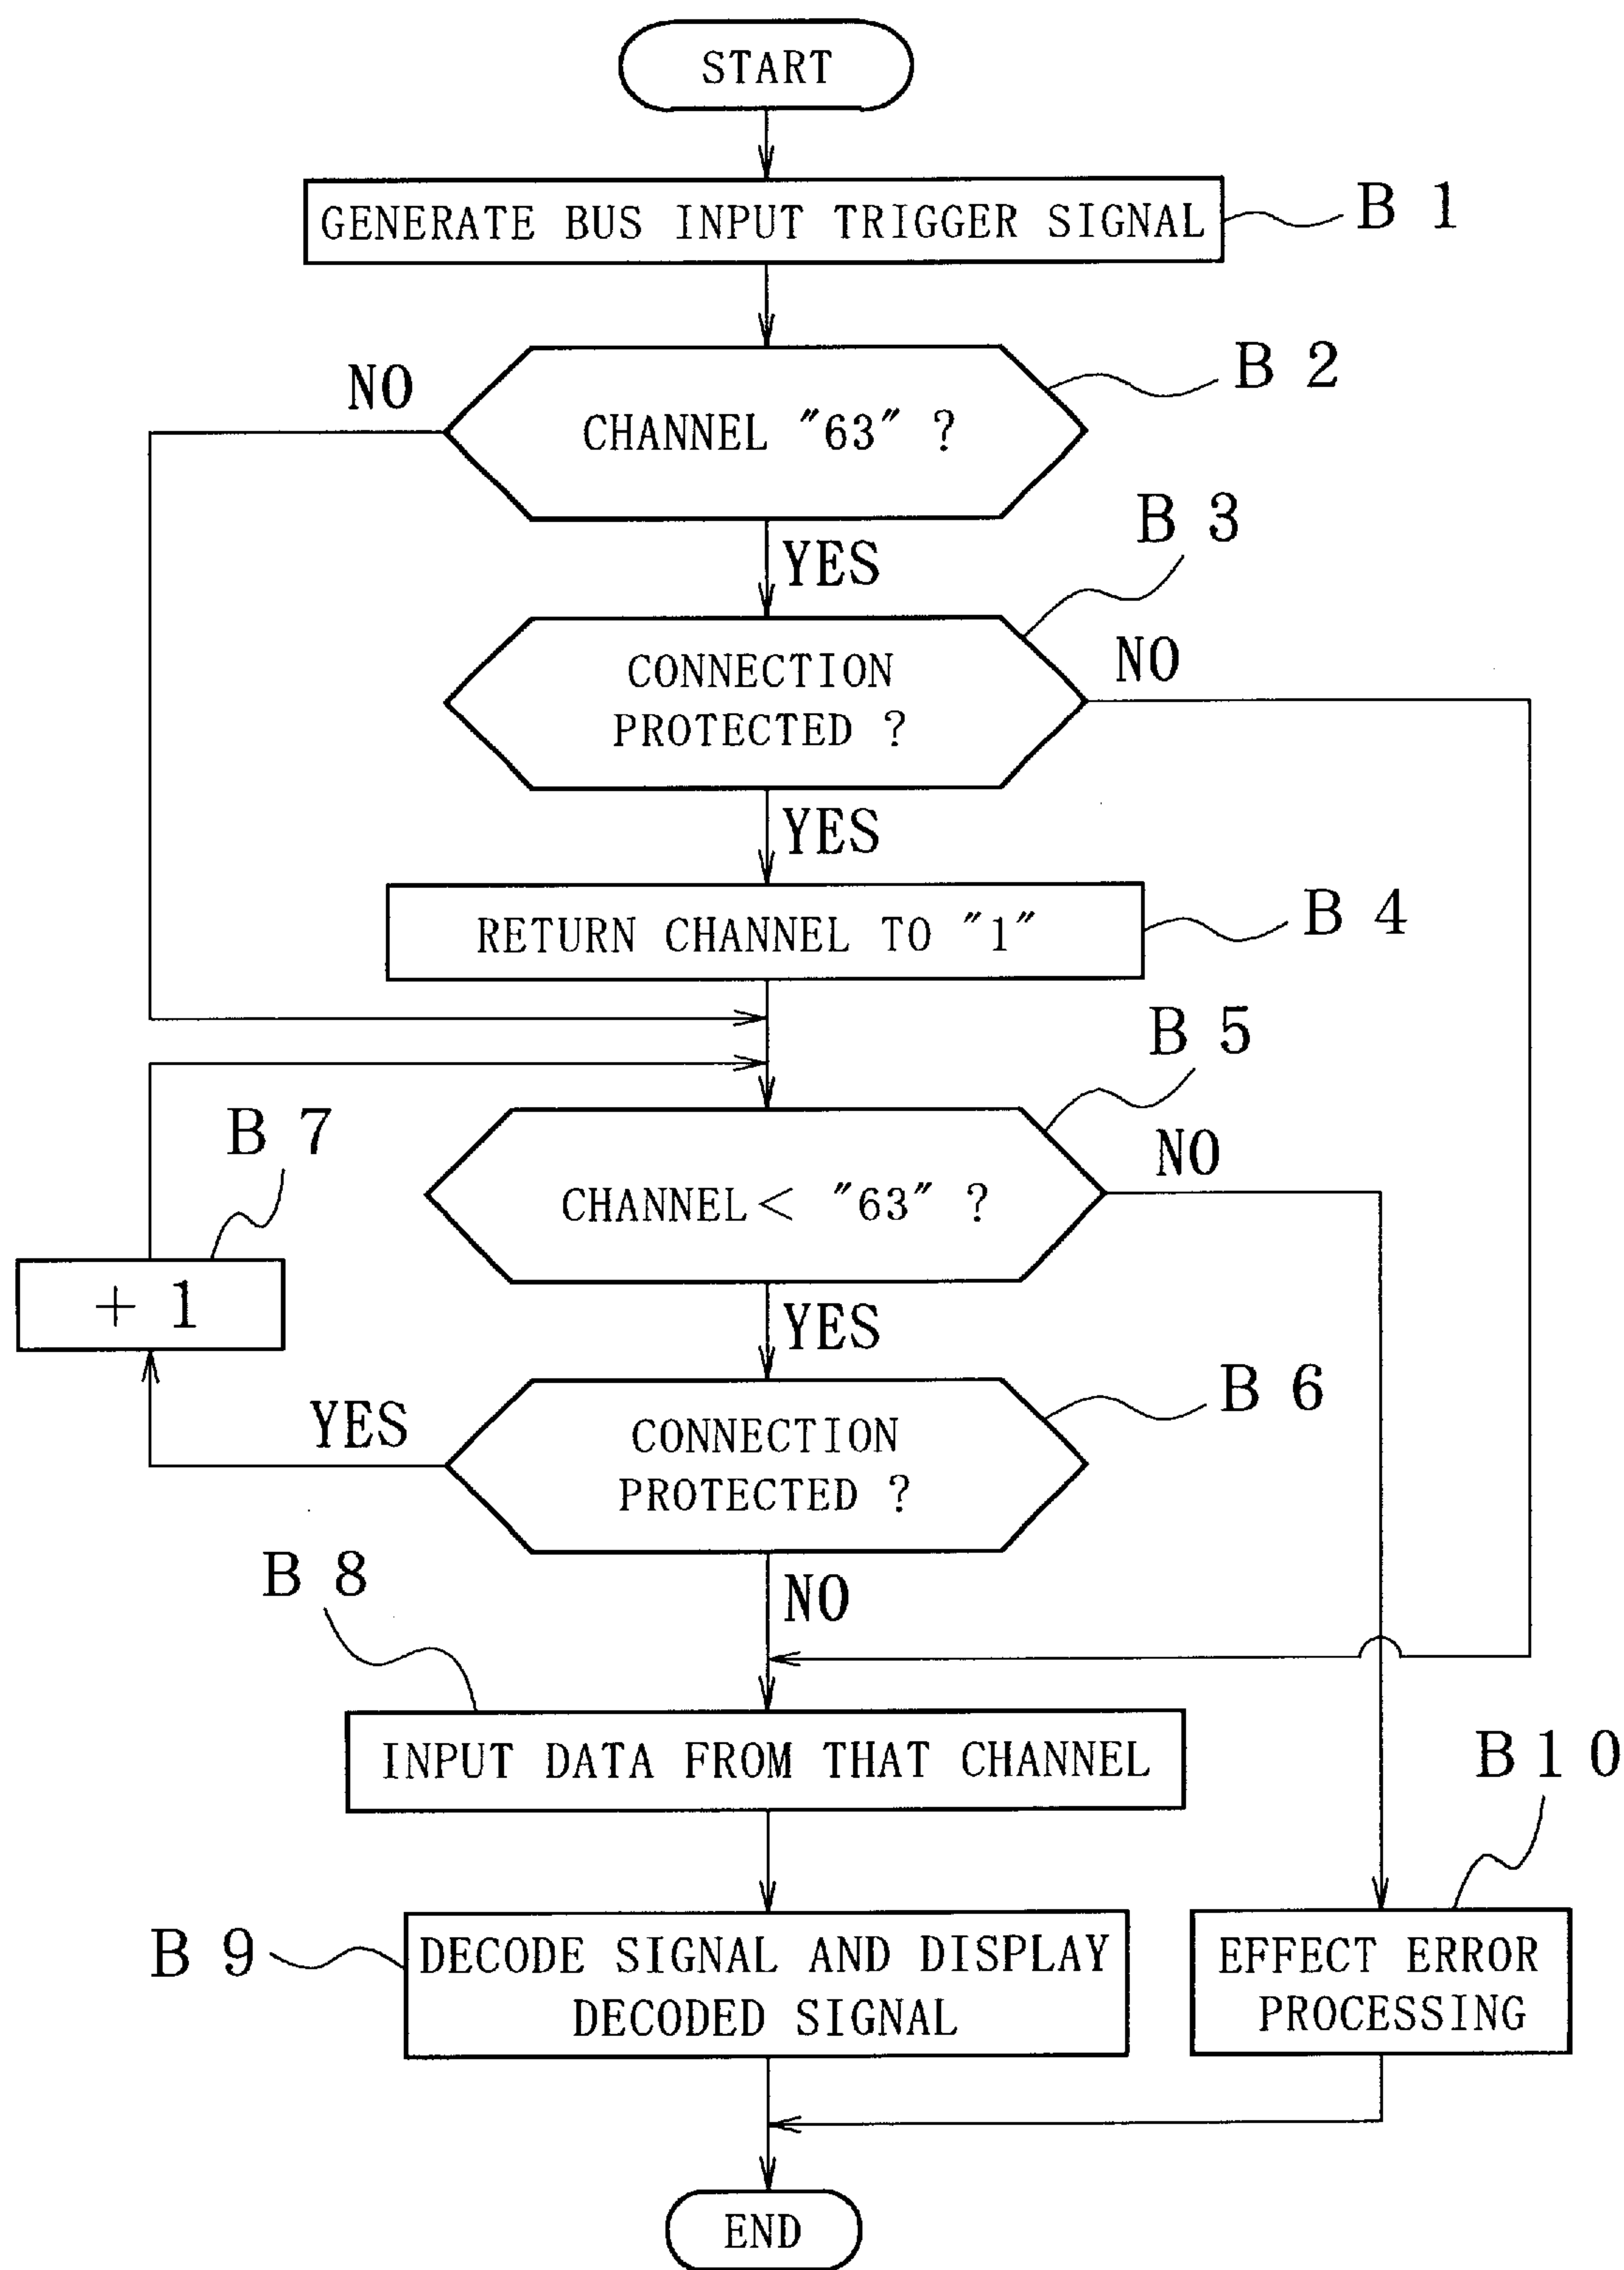 START
GENERATE BUS INPUT TRIGGER SIGNAL
B 1
B 2
NO
CHANNEL "63" ?
B 3
YES
CONNECTION
PROTECTED ?
NO
YES
RETURN CHANNEL TO "1"
B 4
B 5
B 7
NO
CHANNEL < "63" ?
+ 1
YES
B 6
YES
CONNECTION
PROTECTED ?
B 8
NO
INPUT DATA FROM THAT CHANNEL
B 1 0
B 9
DECODE SIGNAL AND DISPLAY
DECODED SIGNAL
EFFECT ERROR
PROCESSING
END